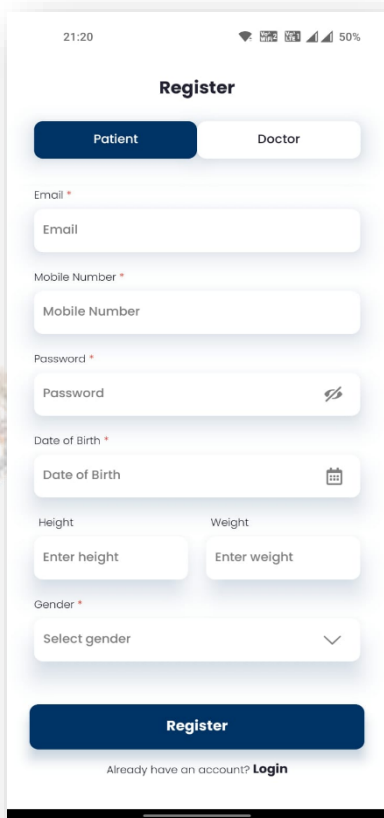 21:20 50%
Register
Patient Doctor
Email *
Email
Mobile Number *
Mobile Number
Password *
Password
Date of Birth *
Date of Birth
Height Weight
Enter height Enter weight
Gender *
Select gender
Register
Already have an account? Login